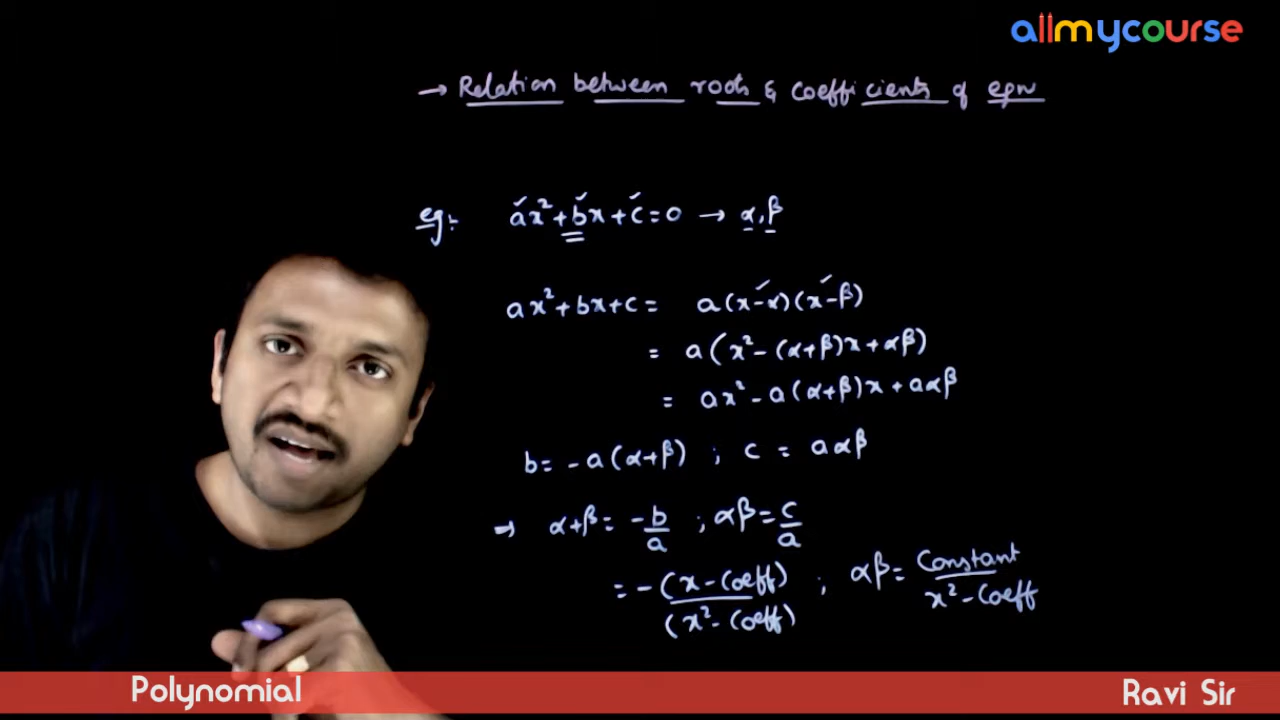 allmycourse
→ Relation between roots & coefficients of eqn
eg:- ax² + bx + c = 0 → α, β
ax² + bx + c = a(x-α)(x-β)
= a(x² - (α+β)x + αβ)
= ax² - a(α+β)x + aαβ
b = -a(α+β) ; c = aαβ
→ α+β = -b/a ; αβ = c/a
= -(x-coeff)/(x²-coeff) ; αβ = Constant/x²-coeff
Polynomial
Ravi Sir